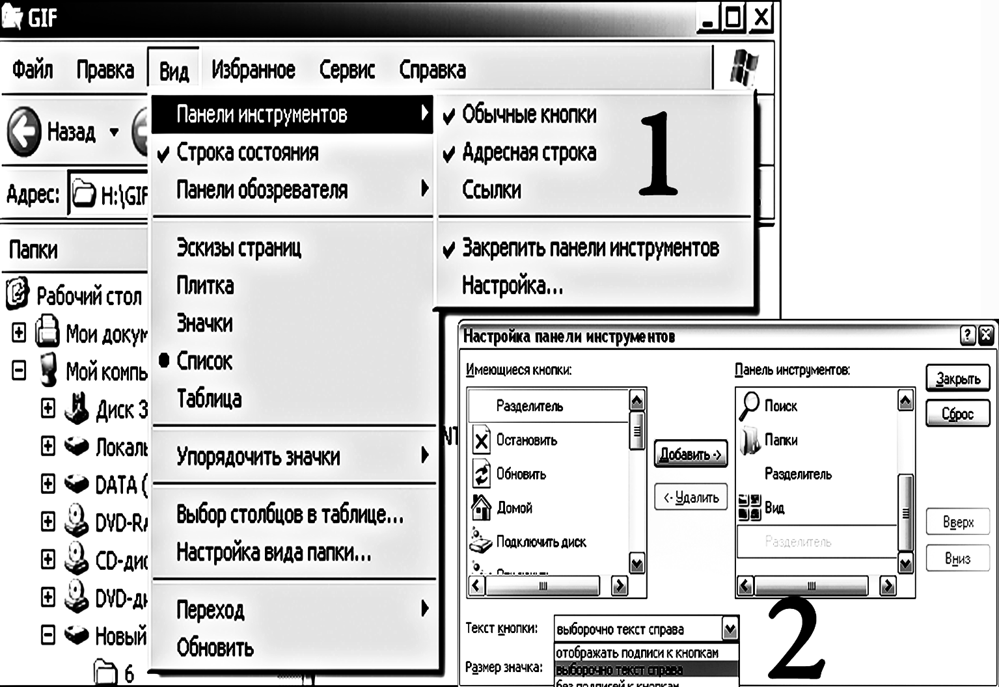 GIF
Файл Правка Вид Избранное Сервис Справка
Назад
Адрес: H:\GIF
Папки
Рабочий стол
Мои докум
Мой компь
Диск 3
Локаль
DATA (
DVD-RA
CD-дис
DVD-ди
Новый
6
Панели инструментов
Строка состояния
Панели обозревателя
Эскизы страниц
Плитка
Значки
Список
Таблица
Упорядочить значки
Выбор столбцов в таблице...
Настройка вида папки...
Переход
Обновить
Обычные кнопки
Адресная строка
Ссылки
Закрепить панели инструментов
Настройка...
1
Настройка панели инструментов
Имеющиеся кнопки:
Разделитель
Остановить
Обновить
Домой
Подключить диск
Добавить ->
<- Удалить
Панель инструментов:
Поиск
Папки
Разделитель
Вид
Разделитель
Закрыть
Сброс
Вверх
Вниз
Текст кнопки: выборочно текст справа
отображать подписи к кнопкам
выборочно текст справа
без подписей к кнопкам
Размер значка:
2